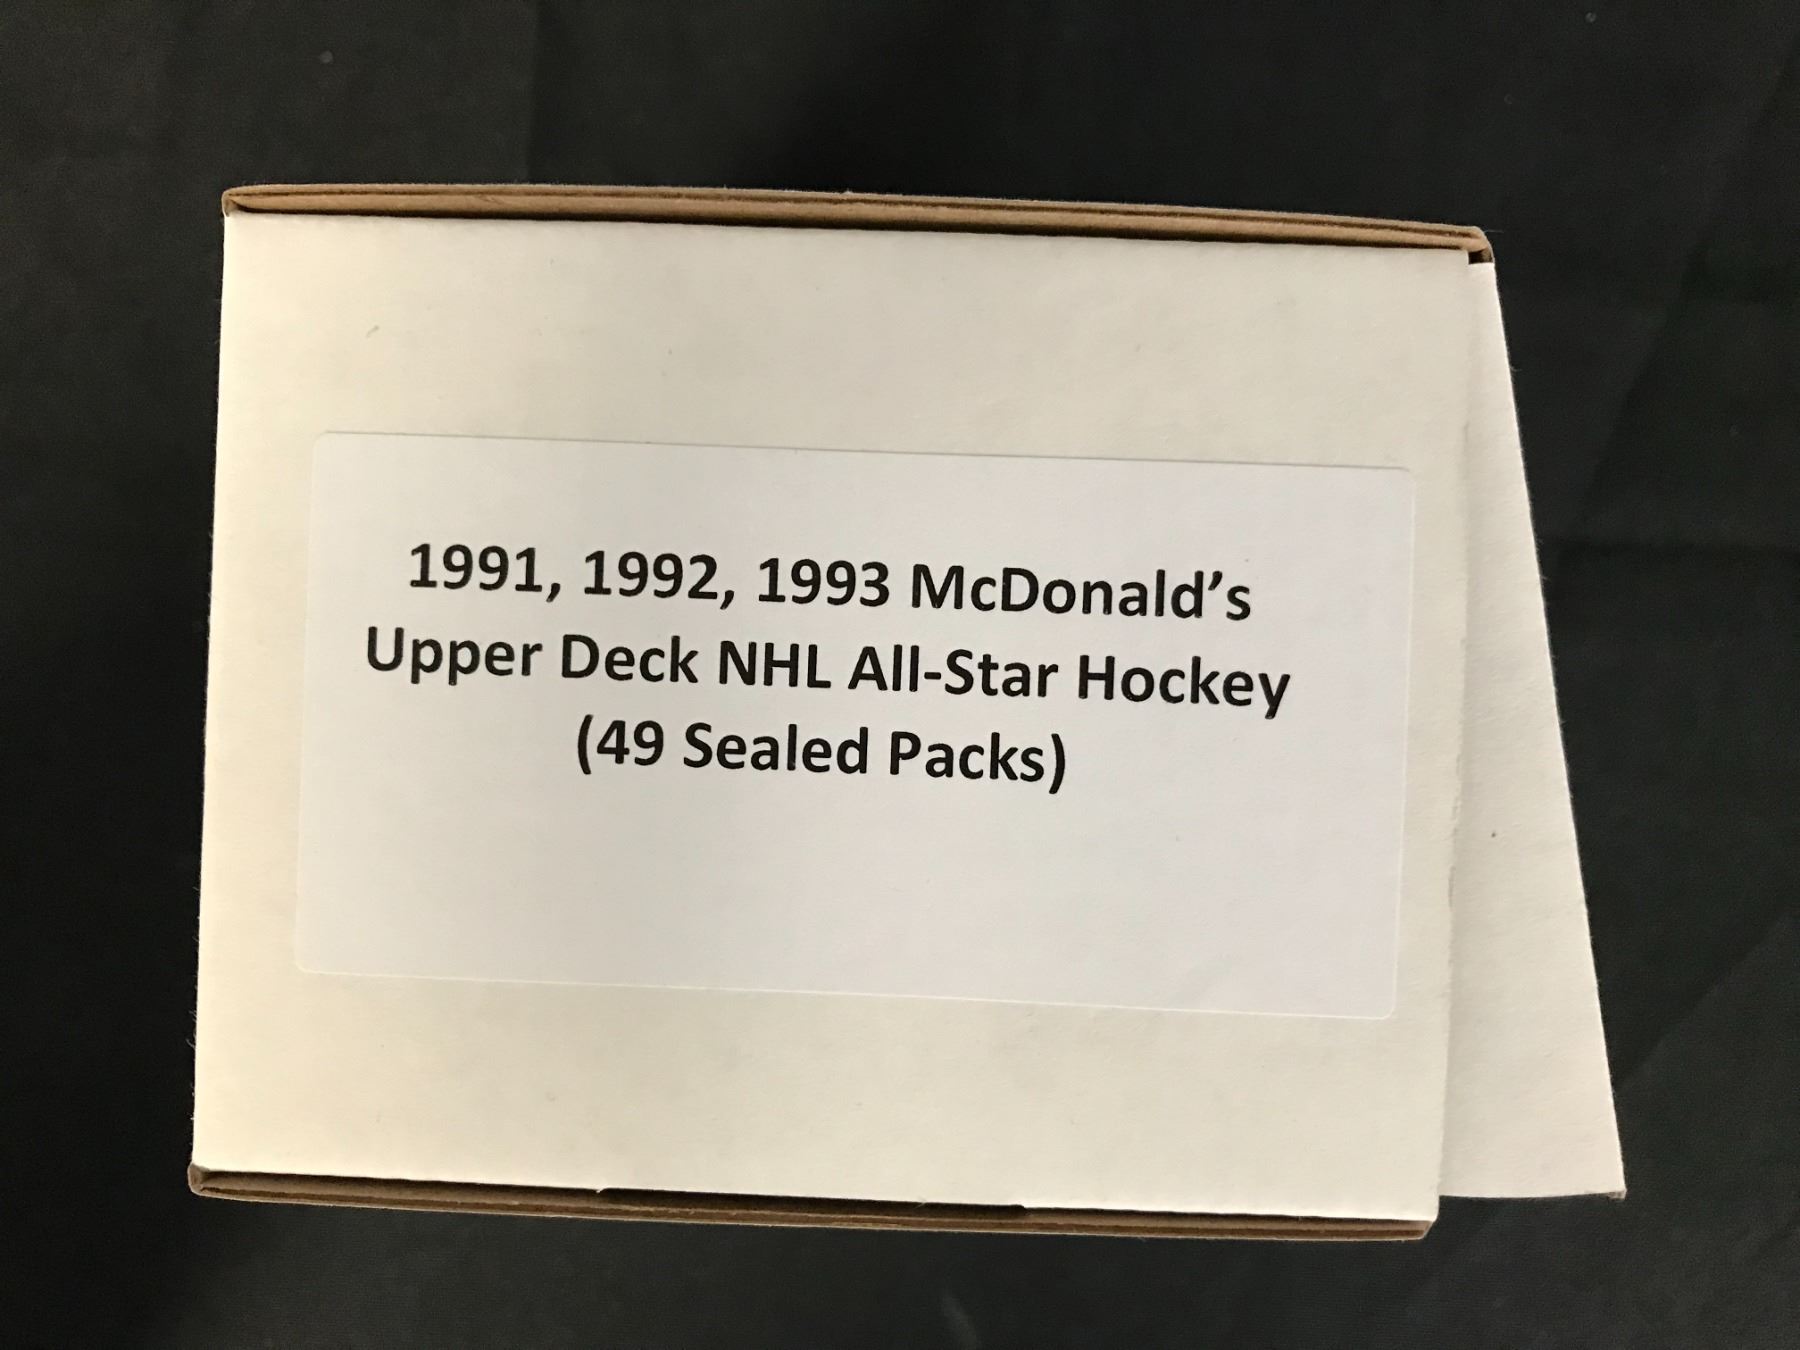 1991, 1992, 1993 McDonald’s
Upper Deck NHL All-Star Hockey
(49 Sealed Packs)